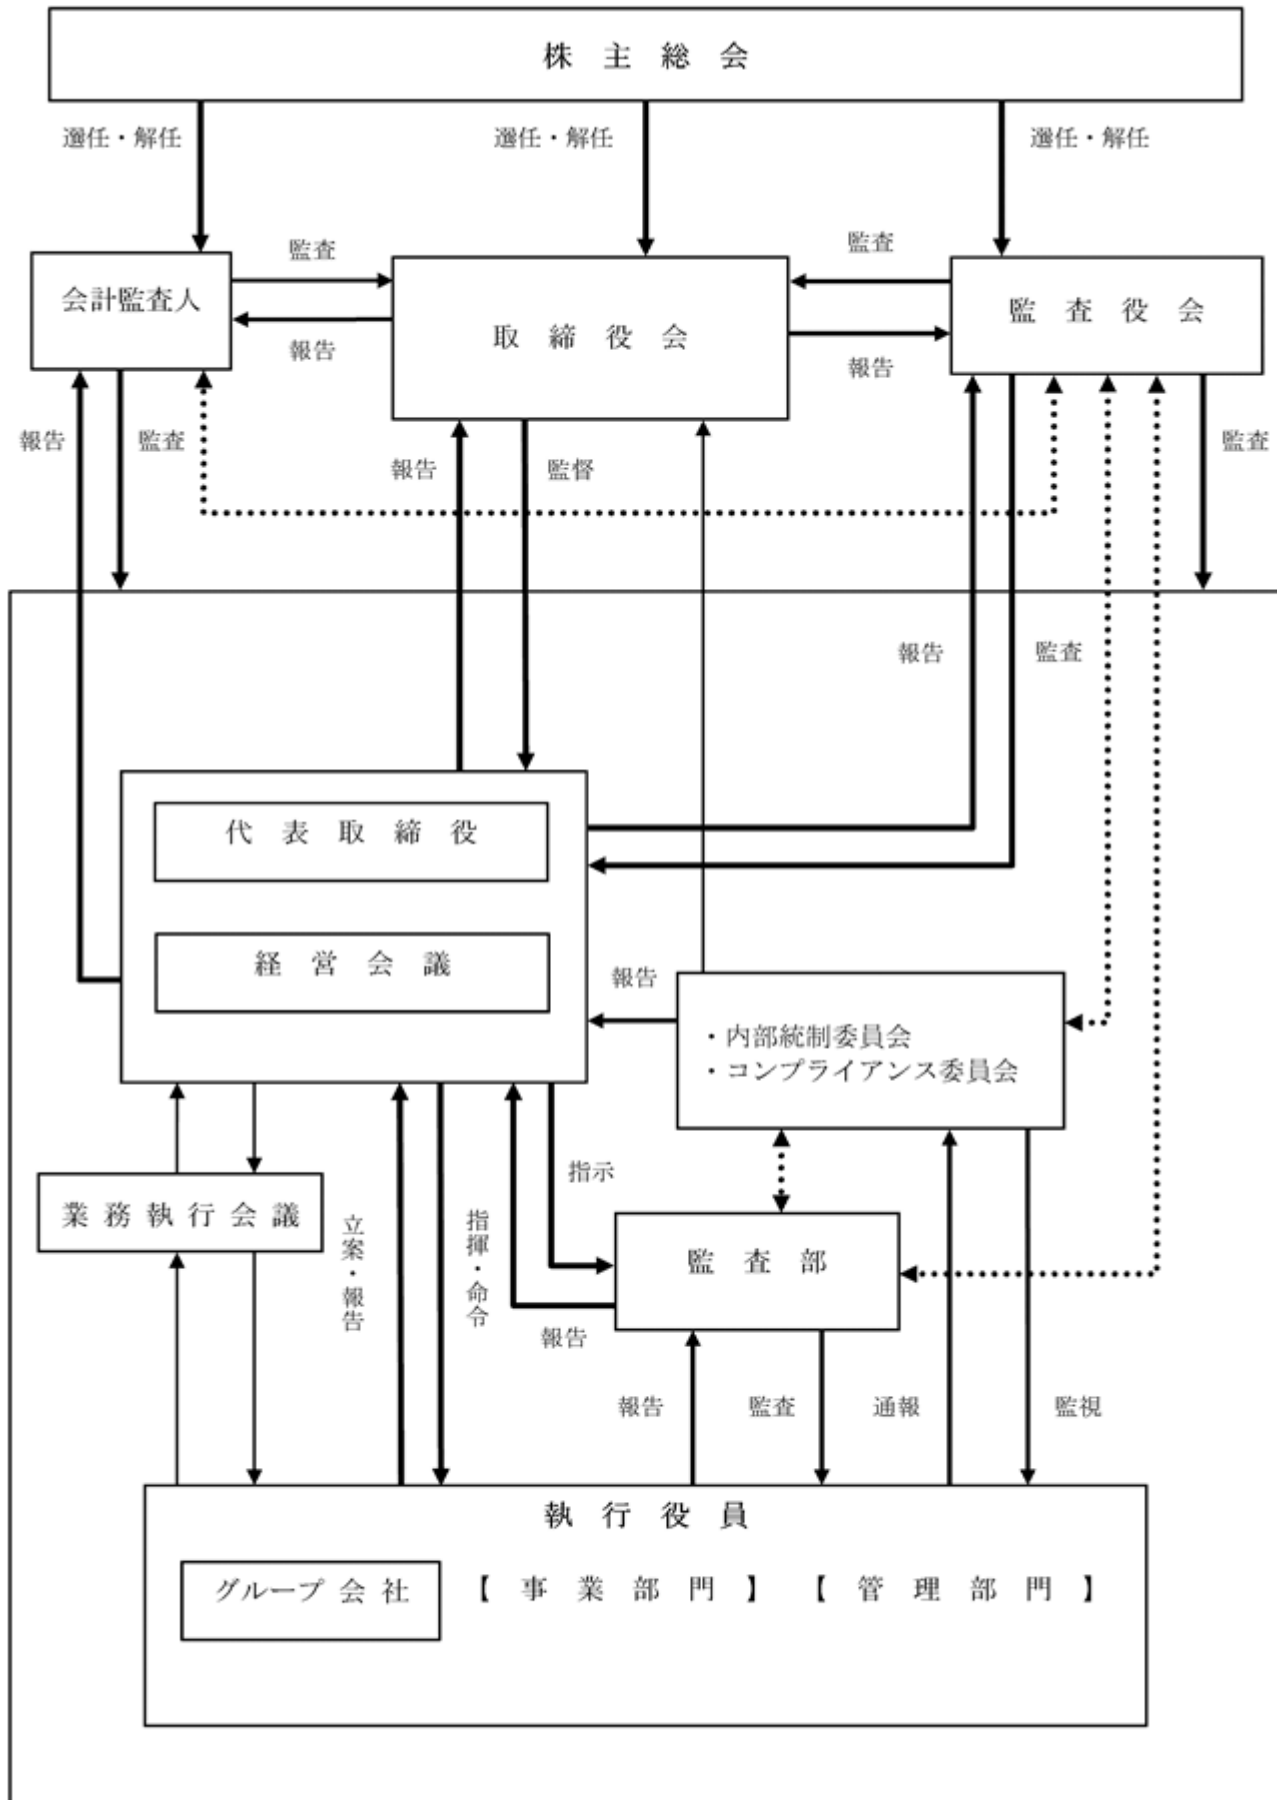 株主総会
選任・解任
選任・解任
選任・解任
会計監査人
監査
報告
取締役会
監査
報告
監査役会
報告
監査
報告
監督
監査
報告
監査
代表取締役
経営会議
報告
・内部統制委員会
・コンプライアンス委員会
業務執行会議
立案・報告
指揮・命令
指示
報告
監査部
報告
監査
通報
監視
執行役員
グループ会社
【事業部門】
【管理部門】